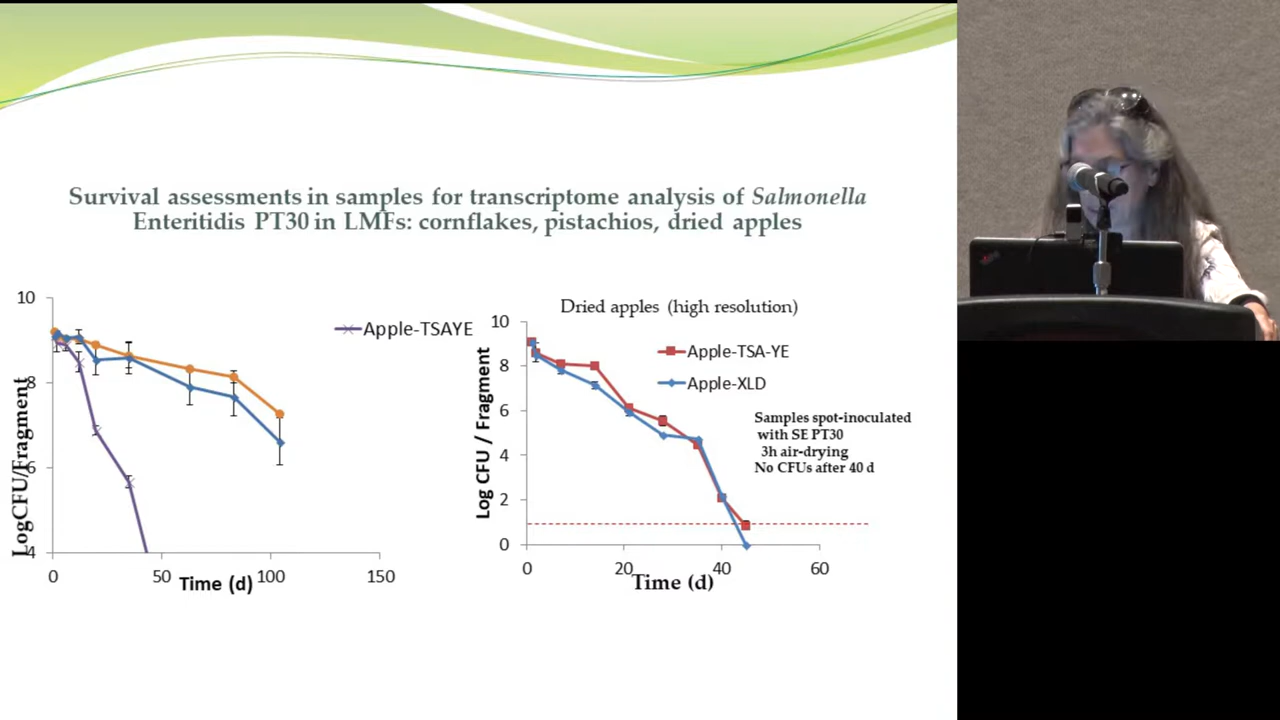 Survival assessments in samples for transcriptome analysis of Salmonella
Enteritidis PT30 in LMFs: cornflakes, pistachios, dried apples
10
8
6
4
LogCFU/Fragment
0
50
100
150
Time (d)
Apple-TSAYE
Dried apples (high resolution)
10
8
6
4
2
0
Log CFU / Fragment
0
20
40
60
Time (d)
Apple-TSA-YE
Apple-XLD
Samples spot-inoculated
with SE PT30
3h air-drying
No CFUs after 40 d